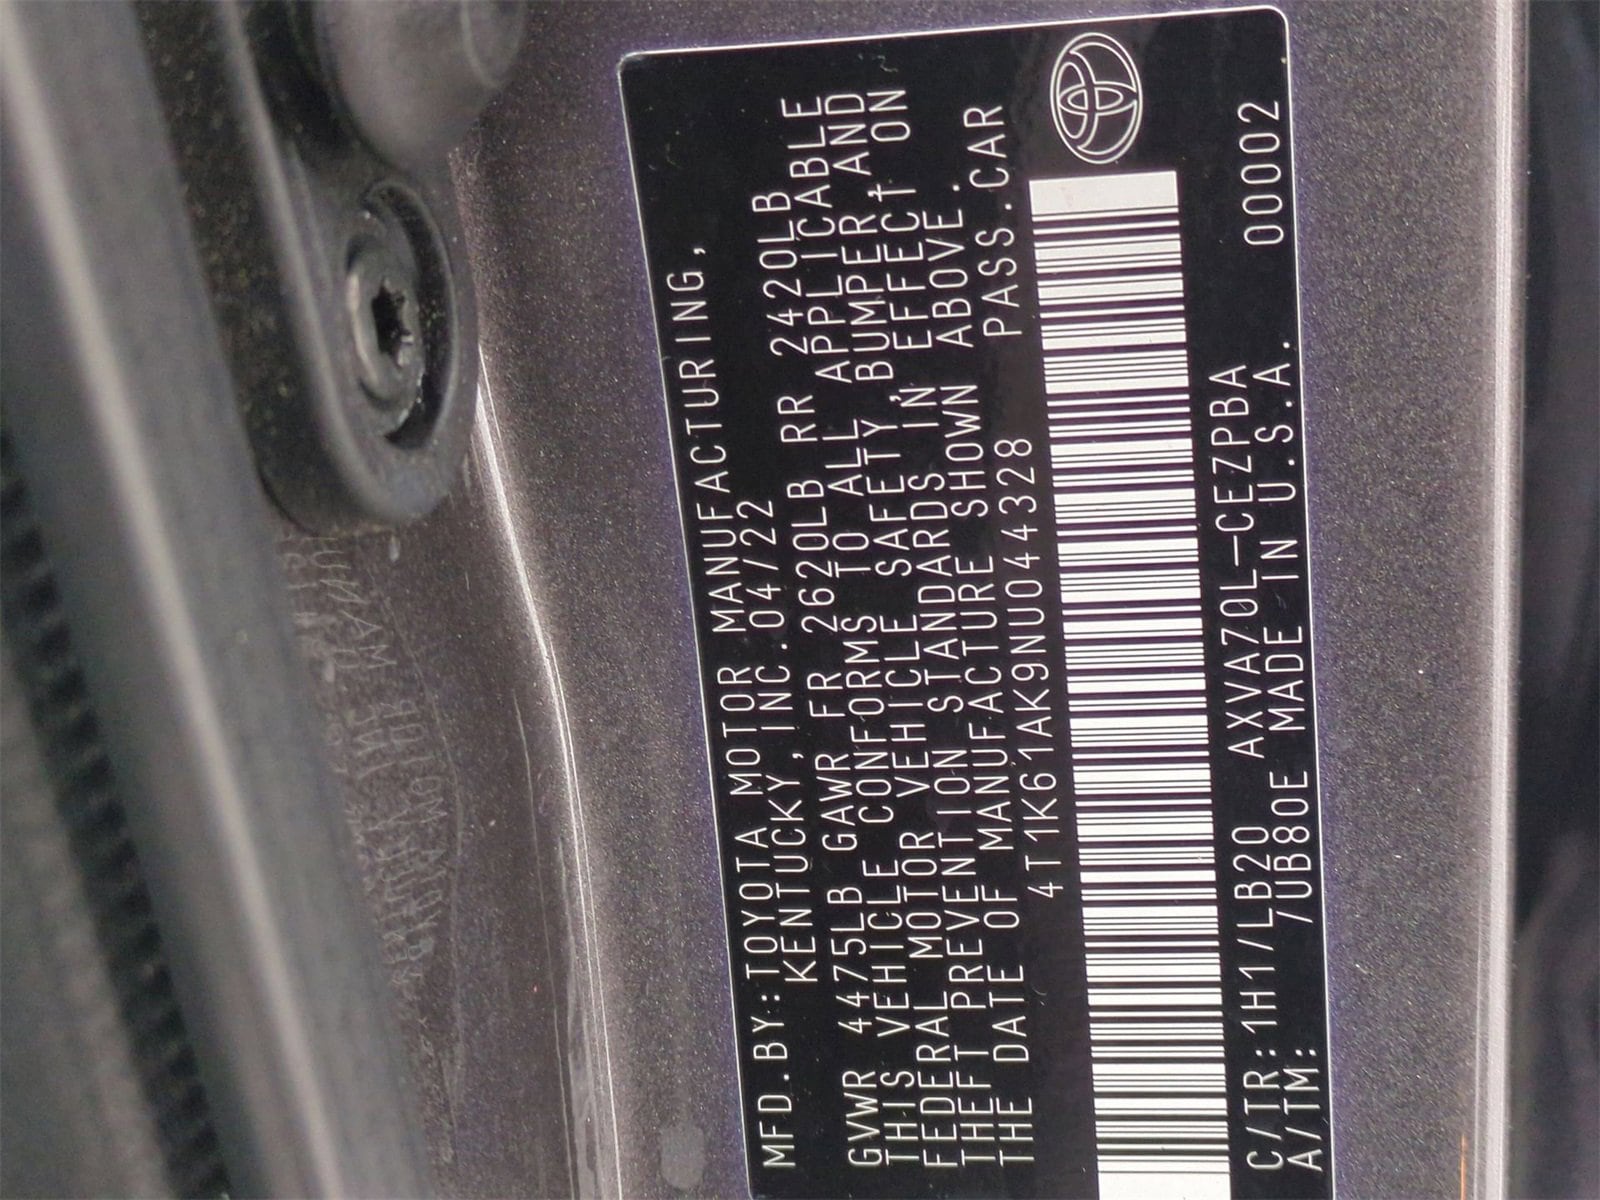 MFD.BY:TOYOTA MOTOR MANUFACTURING,
KENTUCKY,INC.04/22
GVWR 4475LB GAWR FR 2620LB RR 2420LB
THIS VEHICLE CONFORMS TO ALL APPLICABLE
FEDERAL MOTOR VEHICLE SAFETY,BUMPER,AND
THEFT PREVENTION STANDARDS IN EFFECT ON
THE DATE OF MANUFACTURE SHOWN ABOVE.
4T1K61AK9NU044328 PASS.CAR
C/TR:1H1/LB20 AXVA70L-CEZPBA 00002
A/TM: /UB80E MADE IN U.S.A.